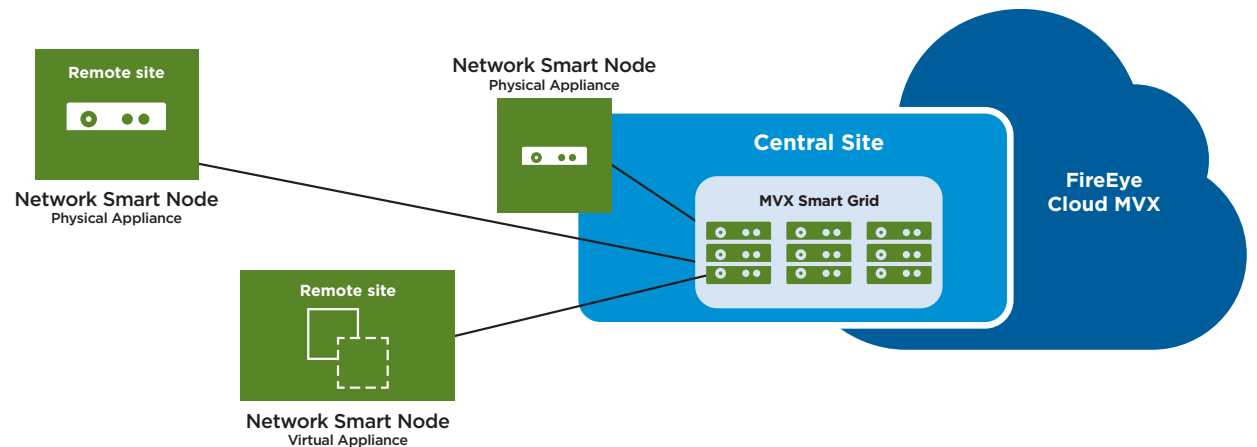 Remote site
Network Smart Node
Physical Appliance
Network Smart Node
Physical Appliance
Remote site
Network Smart Node
Virtual Appliance
Central Site
MVX Smart Grid
FireEye
Cloud MVX